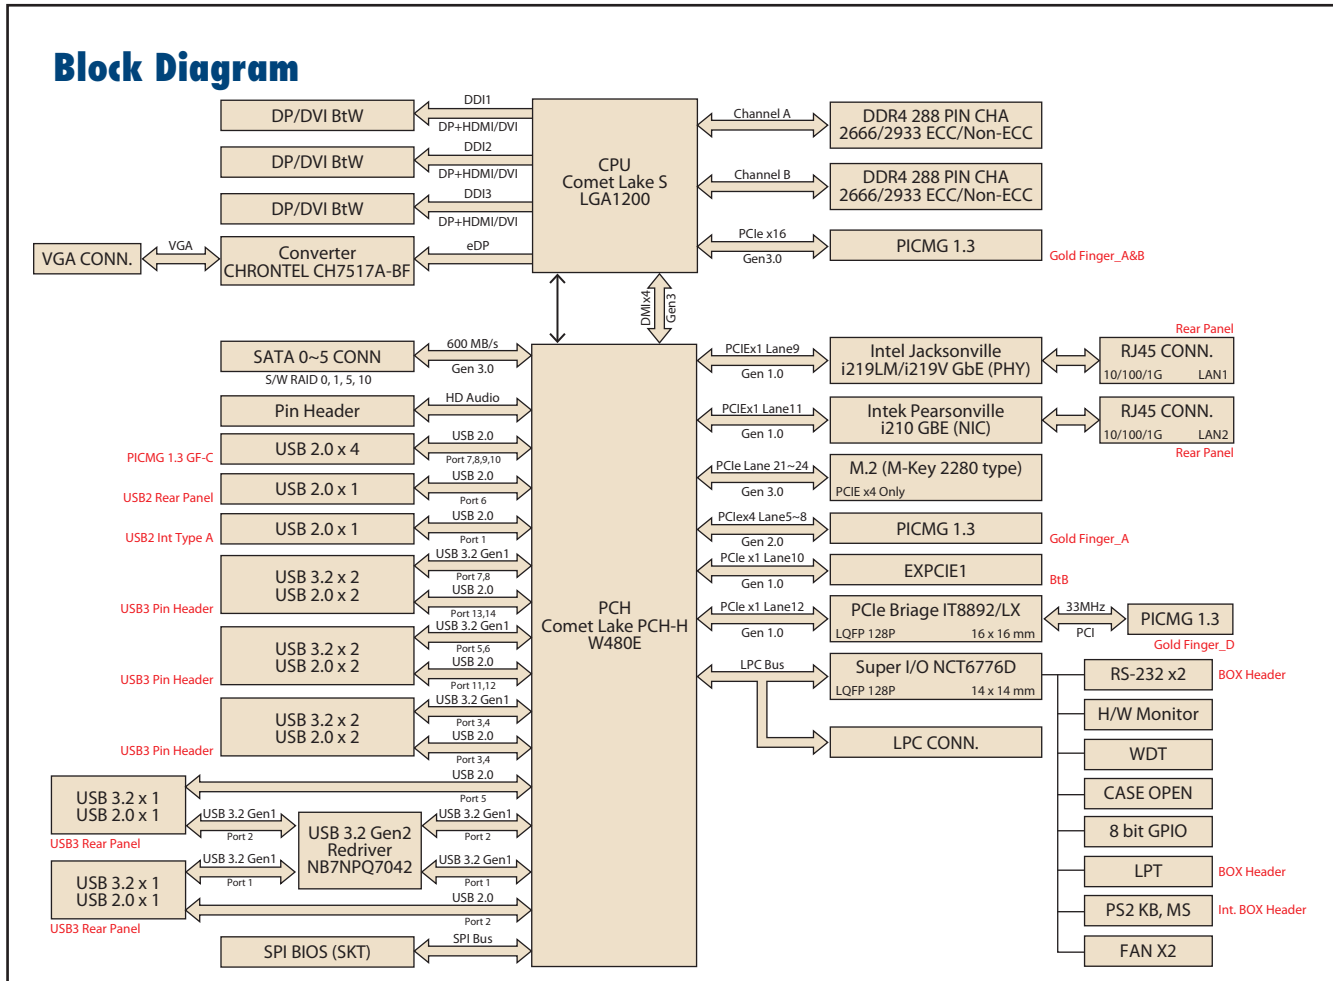 Block Diagram
DP/DVI BtW
DDI1
DP+HDMI/DVI
DP/DVI BtW
DDI2
DP+HDMI/DVI
DP/DVI BtW
DDI3
DP+HDMI/DVI
VGA CONN.
VGA
Converter
CHRONTEL CH7517A-BF
eDP
CPU
Comet Lake S
LGA1200
Channel A
DDR4 288 PIN CHA
2666/2933 ECC/Non-ECC
Channel B
DDR4 288 PIN CHA
2666/2933 ECC/Non-ECC
PCIe x16
Gen3.0
PICMG 1.3
Gold Finger_A&B
DMIx4
Gen3
SATA 0~5 CONN
S/W RAID 0, 1, 5, 10
600 MB/s
Gen 3.0
Pin Header
HD Audio
PICMG 1.3 GF-C
USB 2.0 x 4
USB 2.0
Port 7,8,9,10
USB2 Rear Panel
USB 2.0 x 1
USB 2.0
Port 6
USB2 Int Type A
USB 2.0 x 1
USB 2.0
Port 1
USB3 Pin Header
USB 3.2 x 2
USB 2.0 x 2
USB 3.2 Gen1
Port 7,8
USB 2.0
Port 13,14
USB3 Pin Header
USB 3.2 x 2
USB 2.0 x 2
USB 3.2 Gen1
Port 5,6
USB 2.0
Port 11,12
USB3 Pin Header
USB 3.2 x 2
USB 2.0 x 2
USB 3.2 Gen1
Port 3,4
USB 2.0
Port 3,4
USB 3.2 x 1
USB 2.0 x 1
USB3 Rear Panel
USB 2.0
Port 5
USB 3.2 Gen1
Port 2
USB 3.2 Gen2
Redriver
NB7NPQ7042
USB 3.2 Gen1
Port 2
USB 3.2 x 1
USB 2.0 x 1
USB3 Rear Panel
USB 3.2 Gen1
Port 1
USB 3.2 Gen1
Port 1
USB 2.0
Port 2
SPI BIOS (SKT)
SPI Bus
PCH
Comet Lake PCH-H
W480E
PCIEx1 Lane9
Gen 1.0
Intel Jacksonville
i219LM/i219V GbE (PHY)
Rear Panel
RJ45 CONN.
10/100/1G LAN1
PCIEx1 Lane11
Gen 1.0
Intek Pearsonville
i210 GBE (NIC)
RJ45 CONN.
10/100/1G LAN2
Rear Panel
PCIe Lane 21~24
Gen 3.0
M.2 (M-Key 2280 type)
PCIE x4 Only
PCIex4 Lane5~8
Gen 2.0
PICMG 1.3
Gold Finger_A
PCIe x1 Lane10
Gen 1.0
EXPCIE1
BtB
PCIe x1 Lane12
Gen 1.0
PCIe Briage IT8892/LX
LQFP 128P 16 x 16 mm
33MHz
PCI
PICMG 1.3
Gold Finger_D
LPC Bus
Super I/O NCT6776D
LQFP 128P 14 x 14 mm
LPC CONN.
RS-232 x2
BOX Header
H/W Monitor
WDT
CASE OPEN
8 bit GPIO
LPT
BOX Header
PS2 KB, MS
Int. BOX Header
FAN X2